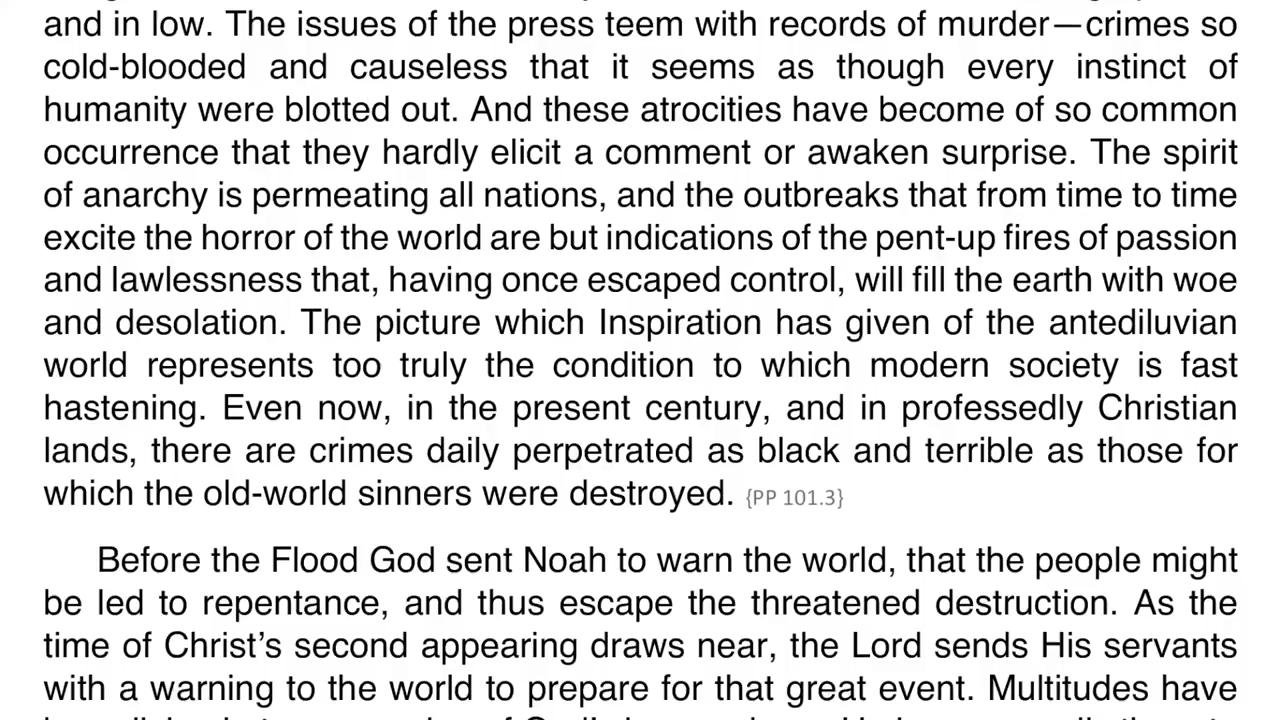 and in low. The issues of the press teem with records of murder—crimes so
cold-blooded and causeless that it seems as though every instinct of
humanity were blotted out. And these atrocities have become of so common
occurrence that they hardly elicit a comment or awaken surprise. The spirit
of anarchy is permeating all nations, and the outbreaks that from time to time
excite the horror of the world are but indications of the pent-up fires of passion
and lawlessness that, having once escaped control, will fill the earth with woe
and desolation. The picture which Inspiration has given of the antediluvian
world represents too truly the condition to which modern society is fast
hastening. Even now, in the present century, and in professedly Christian
lands, there are crimes daily perpetrated as black and terrible as those for
which the old-world sinners were destroyed. {PP 101.3}
Before the Flood God sent Noah to warn the world, that the people might
be led to repentance, and thus escape the threatened destruction. As the
time of Christ’s second appearing draws near, the Lord sends His servants
with a warning to the world to prepare for that great event. Multitudes have